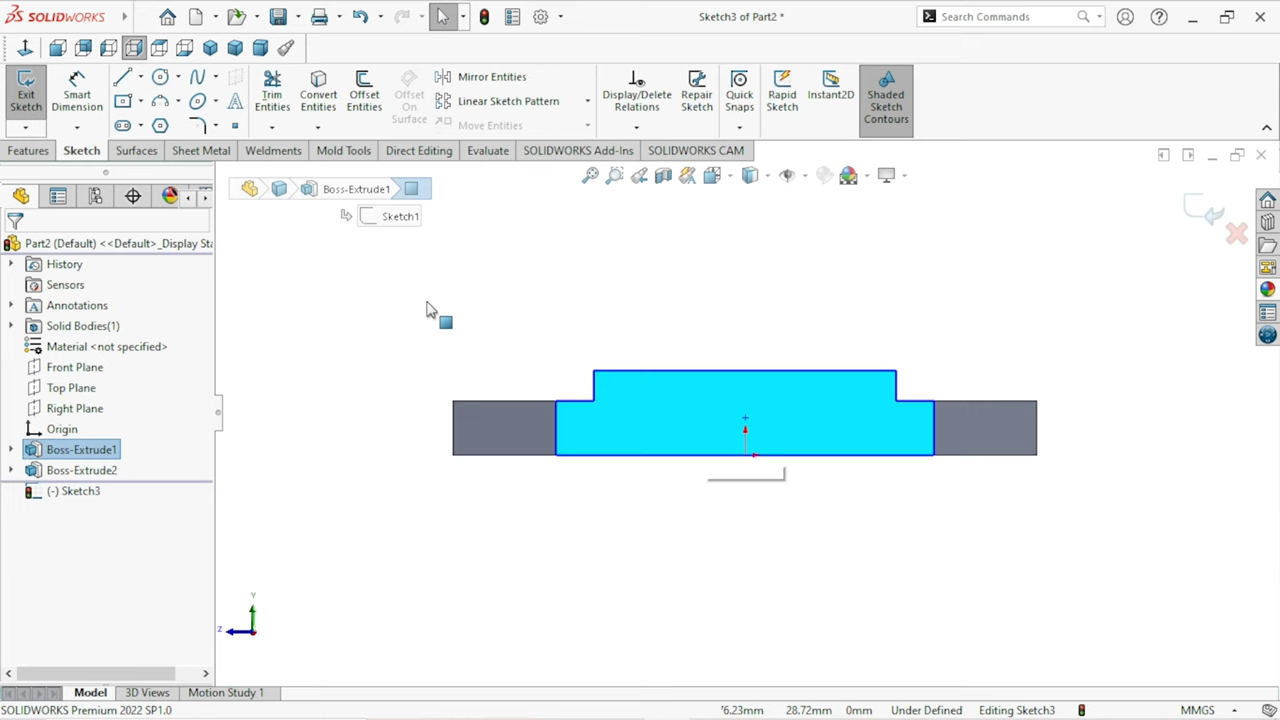 SOLIDWORKS
Sketch3 of Part2 *
Search Commands
Exit Sketch
Smart Dimension
Trim Entities
Convert Entities
Offset Entities
Offset On Surface
Mirror Entities
Linear Sketch Pattern
Move Entities
Display/Delete Relations
Repair Sketch
Quick Snaps
Rapid Sketch
Instant2D
Shaded Sketch Contours
Features
Sketch
Surfaces
Sheet Metal
Weldments
Mold Tools
Direct Editing
Evaluate
SOLIDWORKS Add-Ins
SOLIDWORKS CAM
Boss-Extrude1
Sketch1
Part2 (Default) <<Default>_Display Sta
History
Sensors
Annotations
Solid Bodies(1)
Material <not specified>
Front Plane
Top Plane
Right Plane
Origin
Boss-Extrude1
Boss-Extrude2
(-) Sketch3
Y
Z
Model
3D Views
Motion Study 1
SOLIDWORKS Premium 2022 SP1.0
28.72mm
0mm
Under Defined
Editing Sketch3
MMGS